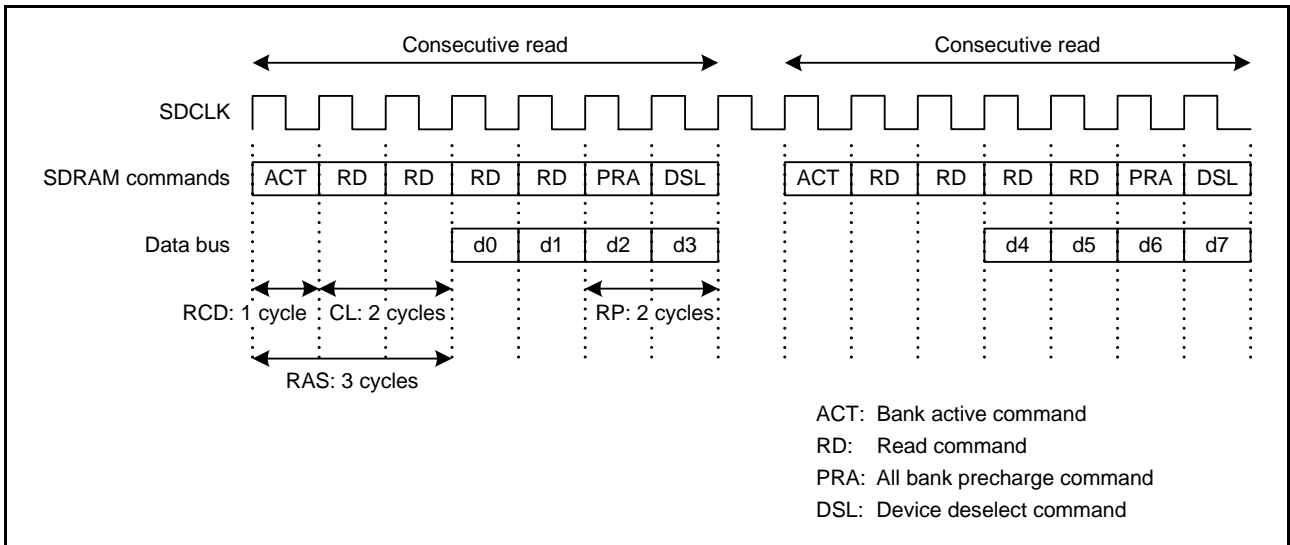 Consecutive read Consecutive read
SDCLK
SDRAM commands ACT RD RD RD RD PRA DSL ACT RD RD RD RD PRA DSL
Data bus d0 d1 d2 d3 d4 d5 d6 d7
RCD: 1 cycle CL: 2 cycles RP: 2 cycles
RAS: 3 cycles
ACT: Bank active command
RD: Read command
PRA: All bank precharge command
DSL: Device deselect command